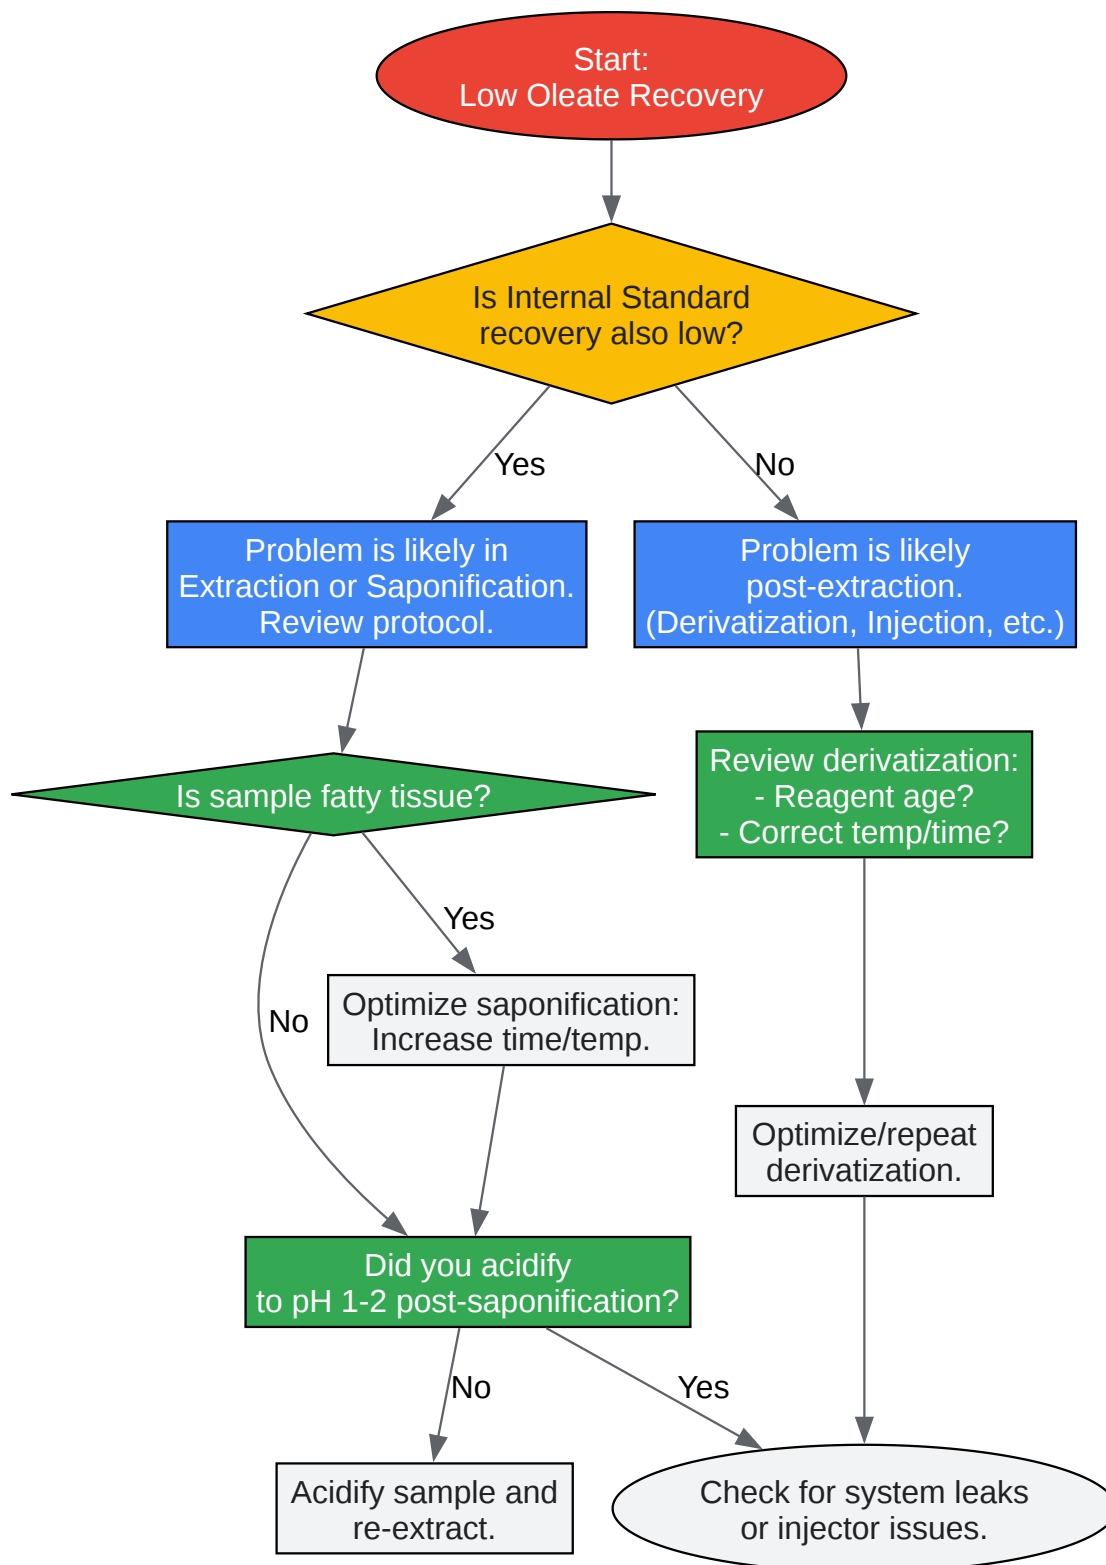 Start:
Low Oleate Recovery
Is Internal Standard
recovery also low?
Yes
No
Problem is likely in
Extraction or Saponification.
Review protocol.
Problem is likely
post-extraction.
(Derivatization, Injection, etc.)
Is sample fatty tissue?
Review derivatization:
- Reagent age?
- Correct temp/time?
Yes
No
Optimize saponification:
Increase time/temp.
Optimize/repeat
derivatization.
Did you acidify
to pH 1-2 post-saponification?
No
Yes
Acidify sample and
re-extract.
Check for system leaks
or injector issues.